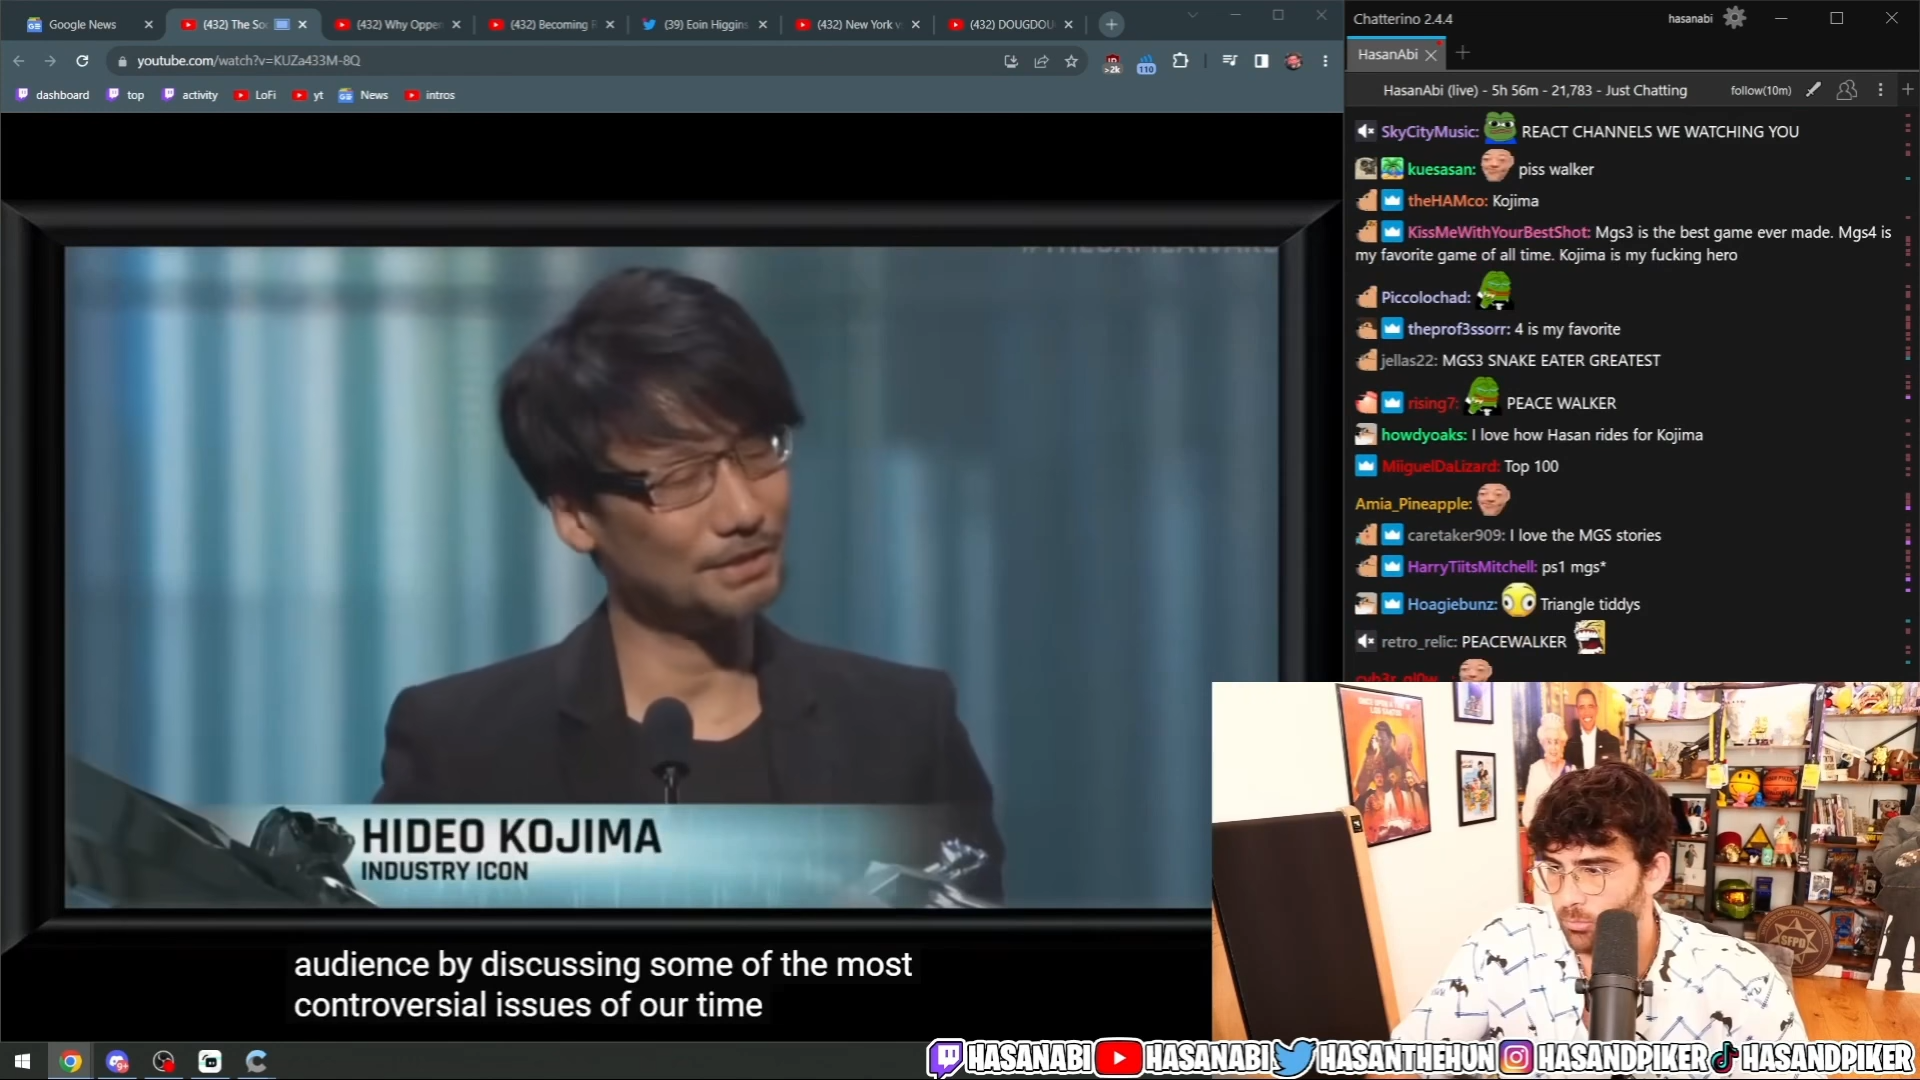 Google News
(432) The So
(432) Why Oppen
(432) Becoming F
(39) Eoin Higgins
(432) New York v
(432) DOUGDOU
youtube.com/watch?v=KUZa433M-8Q
>2k
110
dashboard
top
activity
LoFi
yt
News
intros
HIDEO KOJIMA
INDUSTRY ICON
audience by discussing some of the most
controversial issues of our time
Chatterino 2.4.4
hasanabi
HasanAbi
HasanAbi (live) - 5h 56m - 21,783 - Just Chatting
follow(10m)
SkyCityMusic: REACT CHANNELS WE WATCHING YOU
kuesasan: piss walker
theHAMco: Kojima
KissMeWithYourBestShot: Mgs3 is the best game ever made. Mgs4 is
my favorite game of all time. Kojima is my fucking hero
Piccolochad:
theprof3ssorr: 4 is my favorite
jellas22: MGS3 SNAKE EATER GREATEST
rising7: PEACE WALKER
howdyoaks: I love how Hasan rides for Kojima
MiiguelDaLizard: Top 100
Amia_Pineapple:
caretaker909: I love the MGS stories
HarryTiitsMitchell: ps1 mgs*
Hoagiebunz: Triangle tiddys
retro_relic: PEACEWALKER
SFPD
HASANABI
HASANABI
HASANTHEHUN
HASANDPIKER
HASANDPIKER